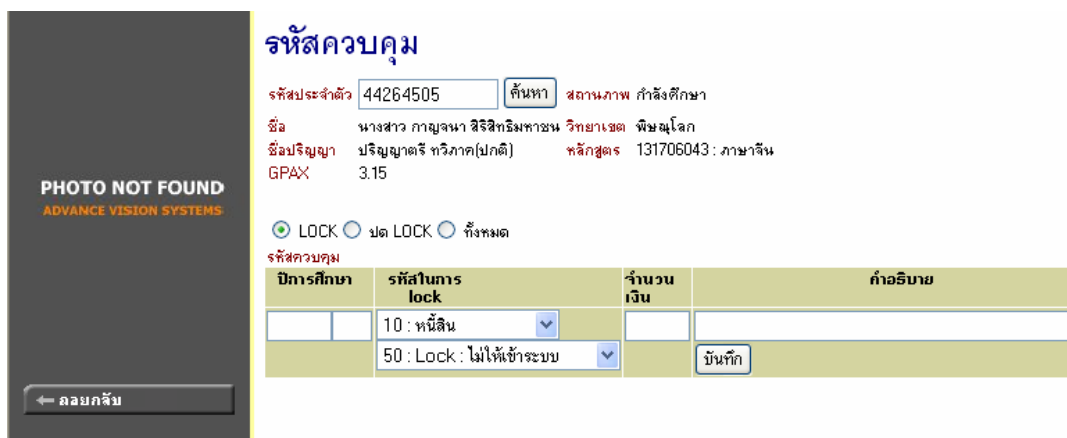 รหัสควบคุม
รหัสประจำตัว 44264505 ค้นหา สถานภาพ กำลังศึกษา
ชื่อ นางสาว กาญจนา สิริสิทธิมหาชน วิทยาเขต พิษณุโลก
ชื่อปริญญา ปริญญาตรี ทวิภาค(ปกติ) หลักสูตร 131706043 : ภาษาจีน
GPAX 3.15
PHOTO NOT FOUND
ADVANCE VISION SYSTEMS
LOCK ปด LOCK ทั้งหมด
รหัสควบคุม
ปีการศึกษา รหัสในการ จำนวน คำอธิบาย
lock เงิน
10 : หนี้สิน
50 : Lock : ไม่ให้เข้าระบบ บันทึก
ถอยกลับ